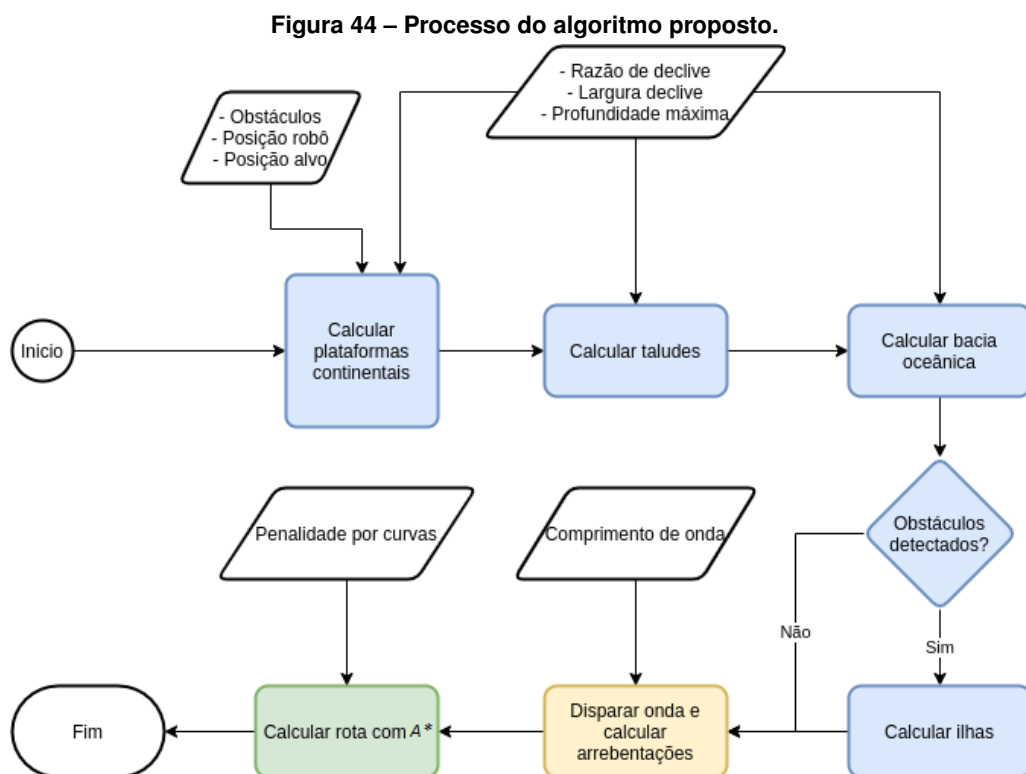 Figura 44 – Processo do algoritmo proposto.
- Razão de declive
- Largura declive
- Profundidade máxima
- Obstáculos
- Posição robô
- Posição alvo
Inicio
Calcular
plataformas
continentais
Calcular taludes
Calcular bacia
oceânica
Obstáculos
detectados?
Penalidade por curvas
Comprimento de onda
Não
Sim
Fim
Calcular rota com A*
Disparar onda e
calcular
arrebentações
Calcular ilhas